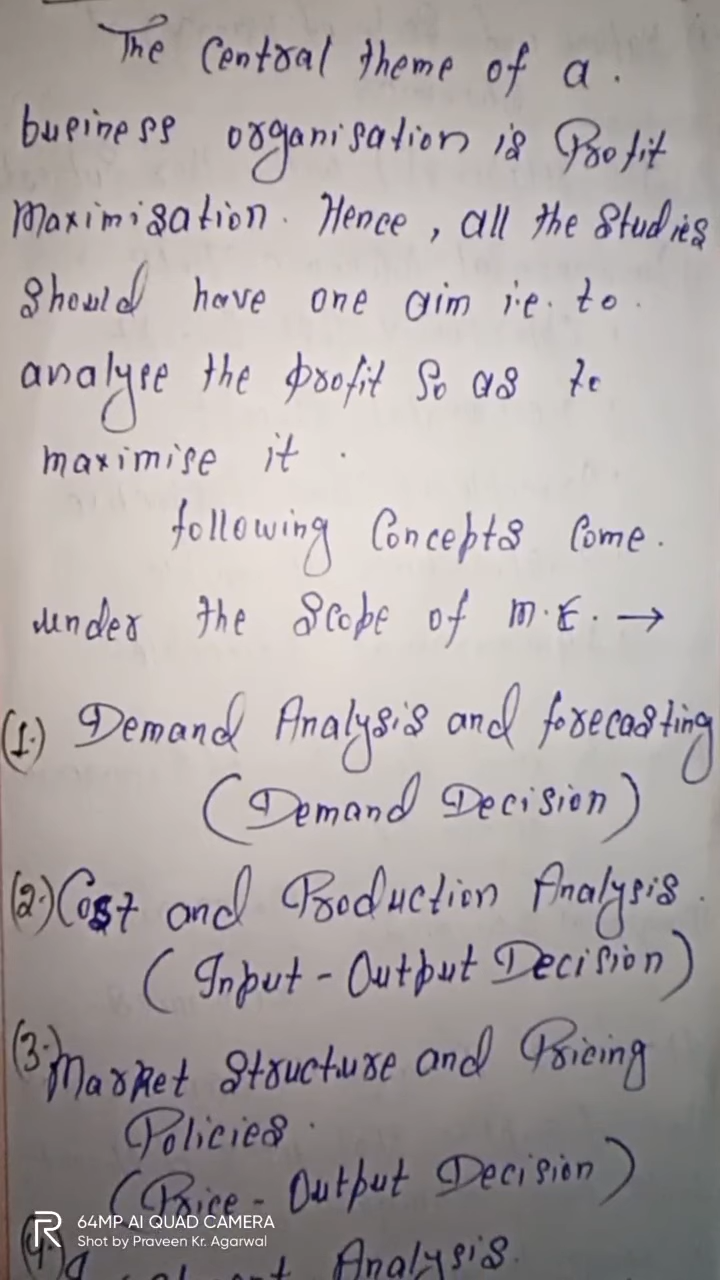 The Central theme of a.
business organisation is Profit
Maximisation. Hence, all the Studies
Should have one aim i.e. to.
analyse the profit So as to
maximise it.
following Concepts Come.
under the Scope of M.E. →
(1.) Demand Analysis and forecasting
(Demand Decision)
(2.) Cost and Production Analysis.
(Input - Output Decision)
(3.) Market Structure and Pricing
Policies.
(Price - Output Decision)
(4.) Analysis.
64MP AI QUAD CAMERA
Shot by Praveen Kr. Agarwal